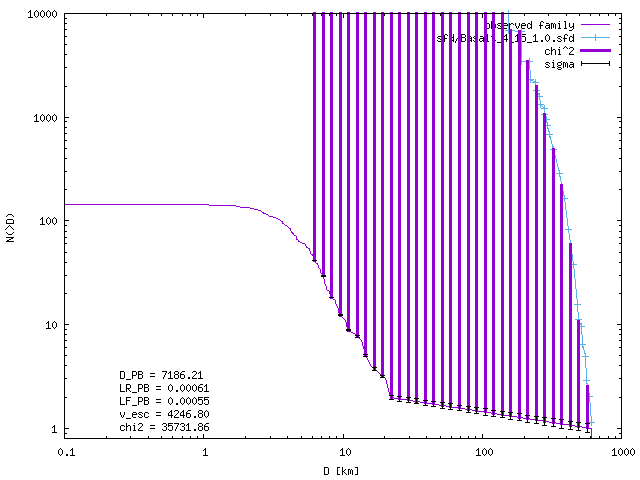 10000
1000
100
10
1
N(>D)
observed family
sfd/Basalt_4_15_1.0.sfd
chi^2
sigma
D_PB = 7186.21
LR_PB = 0.00061
LF_PB = 0.00055
v_esc = 4246.80
chi2 = 35731.86
0.1 1 10 100 1000
D [km]